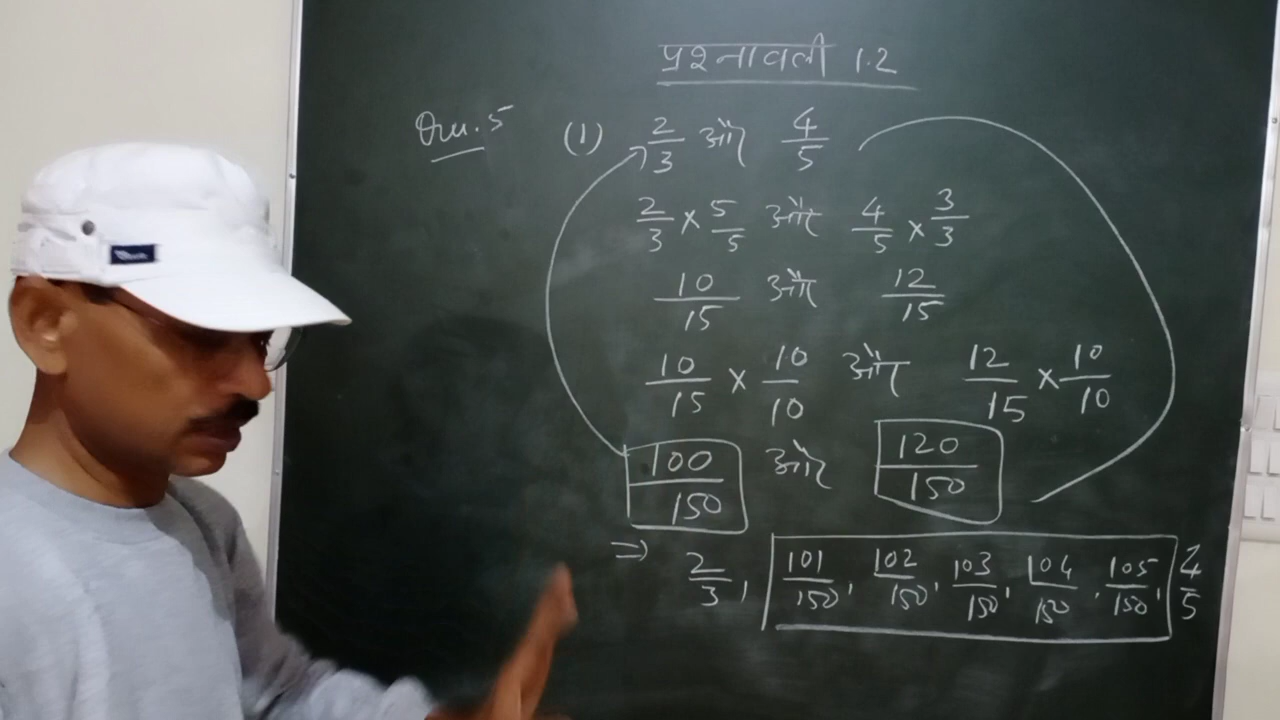 प्रश्नावली 1.2
Que. 5 (1) 2/3 और 4/5
2/3 × 5/5 और 4/5 × 3/3
10/15 और 12/15
10/15 × 10/10 और 12/15 × 10/10
100/150 और 120/150
⇒ 2/3, 101/150, 102/150, 103/150, 104/150, 105/150, 4/5